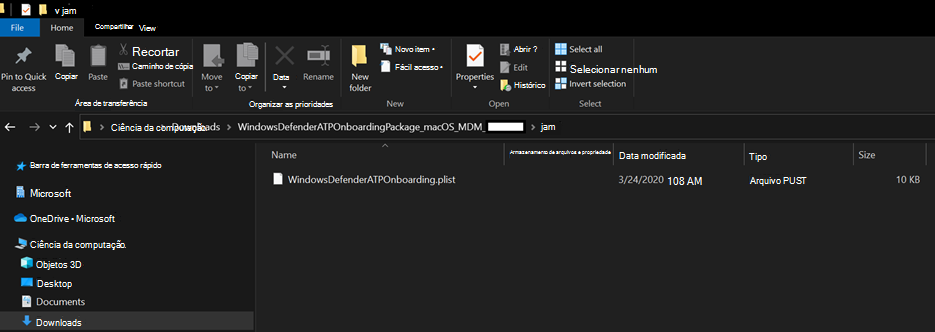 v jam
File Home Compartilhar View
Pin to Quick access
Copiar
Paste
Recortar
Caminho de cópia
Paste shortcut
Área de transferência
Move to
Copiar to
Data
Rename
Organizar as prioridades
New folder
Novo item
Fácil acesso
New
Properties
Abrir ?
Edit
Histórico
Open
Select all
Selecionar nenhum
Invert selection
Select
Ciência da computação. Downloads WindowsDefenderATPOnboardingPackage_macOS_MDM_ jam
Name Armazenamento de arquivos e propriedade Data modificada Tipo Size
WindowsDefenderATPOnboarding.plist 3/24/2020 108 AM Arquivo PUST 10 KB
Barra de ferramentas de acesso rápido
Microsoft
OneDrive • Microsoft
Ciência da computação.
Objetos 3D
Desktop
Documents
Downloads